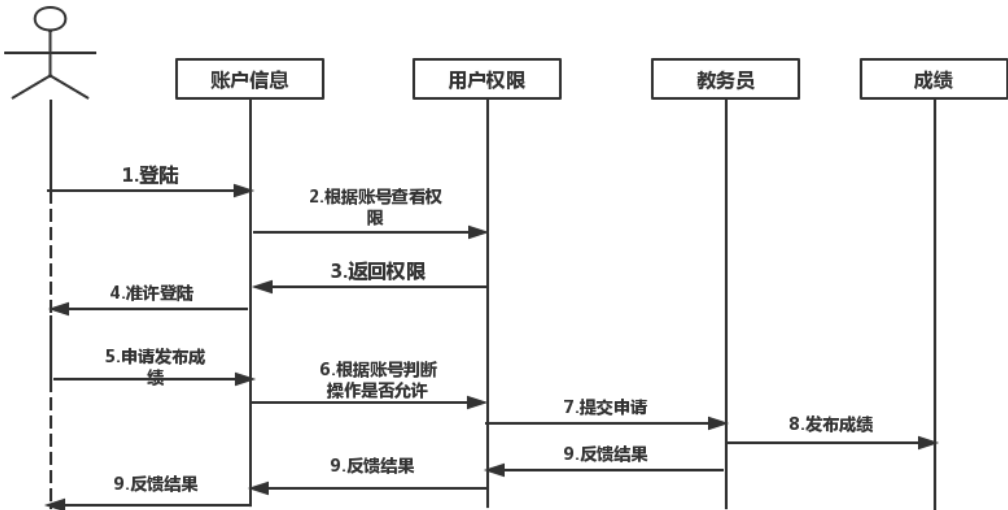 账户信息
用户权限
教务员
成绩
1.登陆
2.根据账号查看权
限
3.返回权限
4.准许登陆
5.申请发布成
绩
6.根据账号判断
操作是否允许
7.提交申请
8.发布成绩
9.反馈结果
9.反馈结果
9.反馈结果